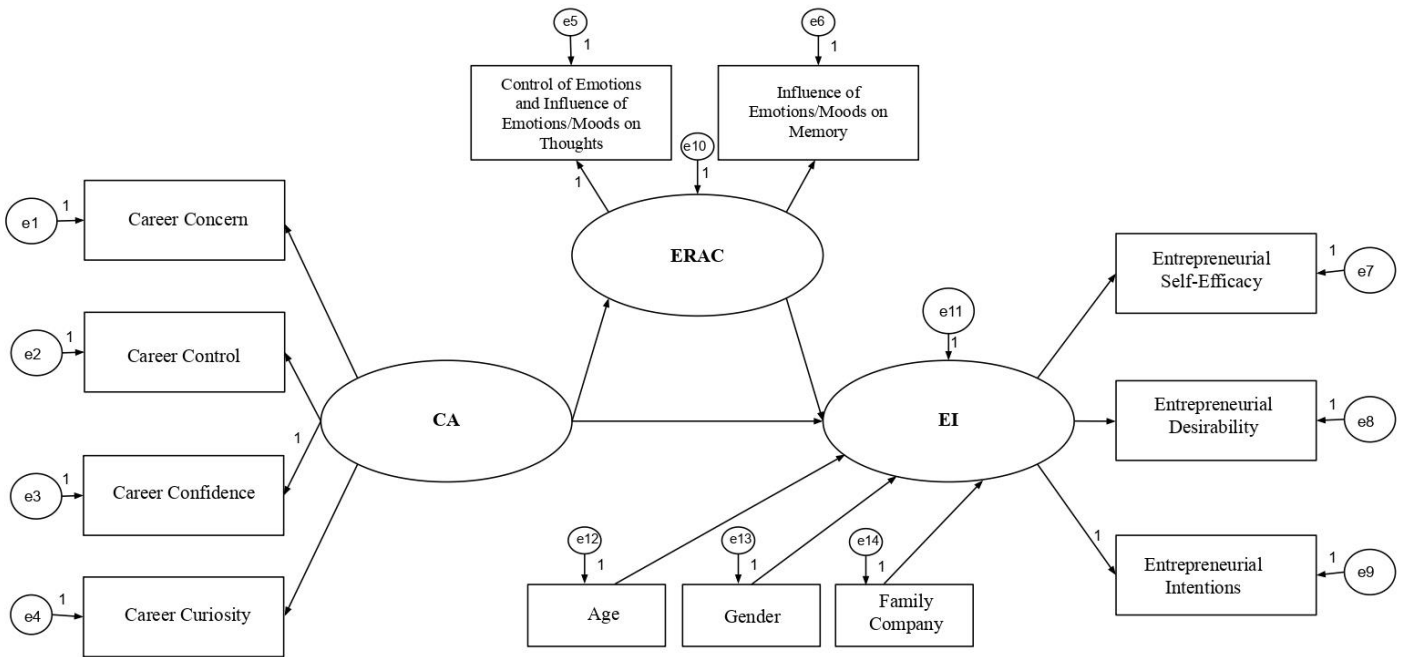 e5
1
e6
1
Control of Emotions
and Influence of
Emotions/Moods on
Thoughts
Influence of
Emotions/Moods on
Memory
e10
1
1
e1
1
Career Concern
ERAC
Entrepreneurial
Self-Efficacy
1
e7
e2
1
Career Control
e11
1
CA
EI
Entrepreneurial
Desirability
1
e8
1
e3
1
Career Confidence
e4
1
Career Curiosity
e12
1
Age
e13
1
Gender
e14
1
Family
Company
1
Entrepreneurial
Intentions
1
e9